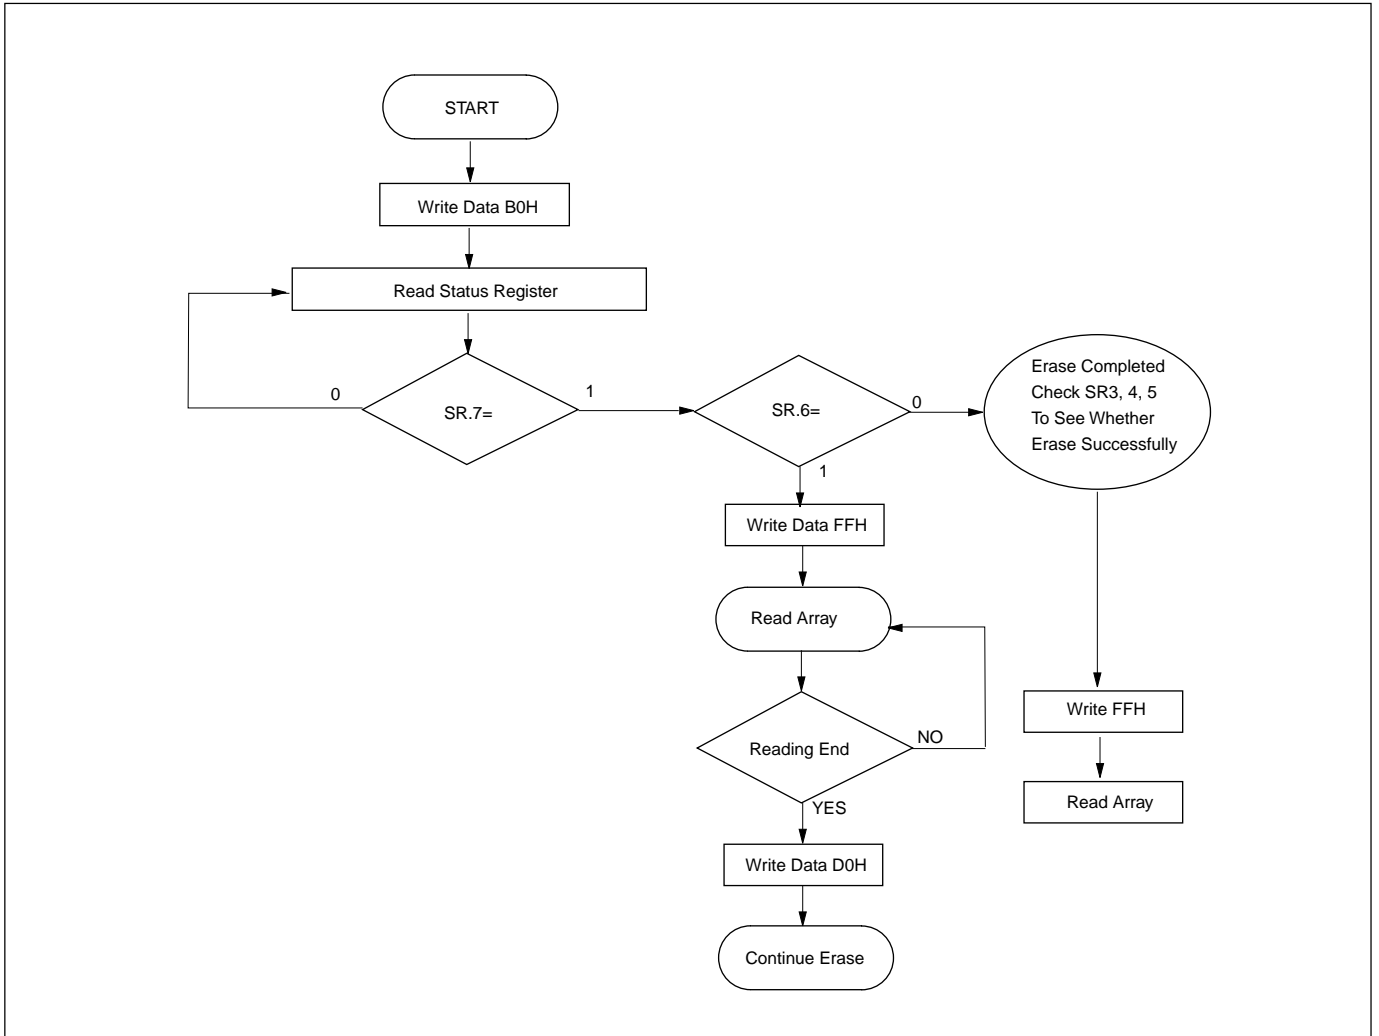 START
Write Data B0H
Read Status Register
0
SR.7=
1
SR.6=
0
Erase Completed
Check SR3, 4, 5
To See Whether
Erase Successfully
1
Write Data FFH
Read Array
Reading End
NO
YES
Write Data D0H
Continue Erase
Write FFH
Read Array